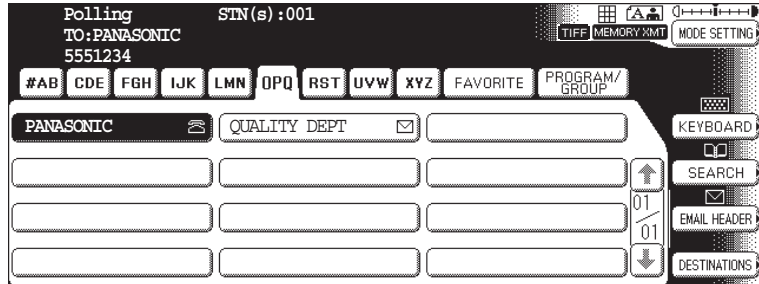 Polling STN(s):001
TO:PANASONIC TIFF MEMORY XMT MODE SETTING
5551234
#AB CDE FGH IJK LMN OPQ RST UVW XYZ FAVORITE PROGRAM/
GROUP
PANASONIC QUALITY DEPT KEYBOARD
SEARCH
01
01
EMAIL HEADER
DESTINATIONS